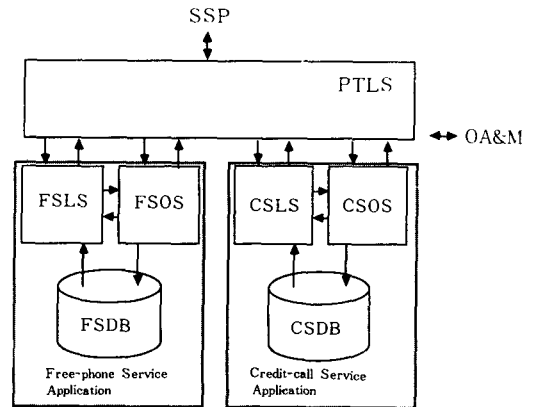 SSP
PTLS
OA&M
FSLS
FSOS
CSLS
CSOS
FSDB
CSDB
Free-phone Service
Application
Credit-call Service
Application